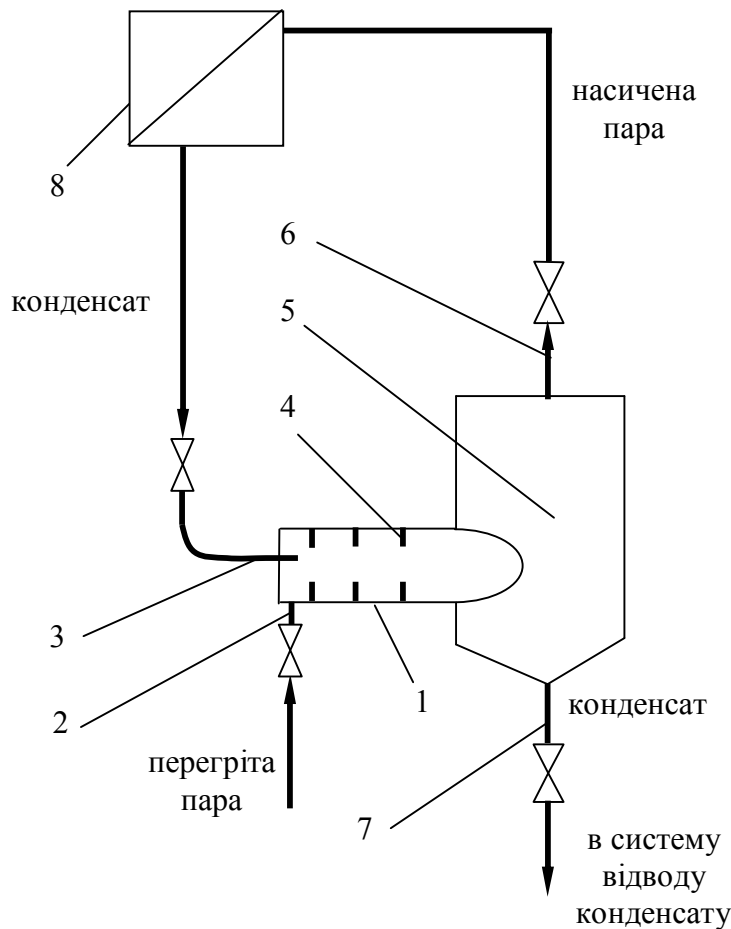 насичена
пара
8
6
конденсат
5
4
3
2
1
конденсат
перегріта
пара
7
в систему
відводу
конденсату